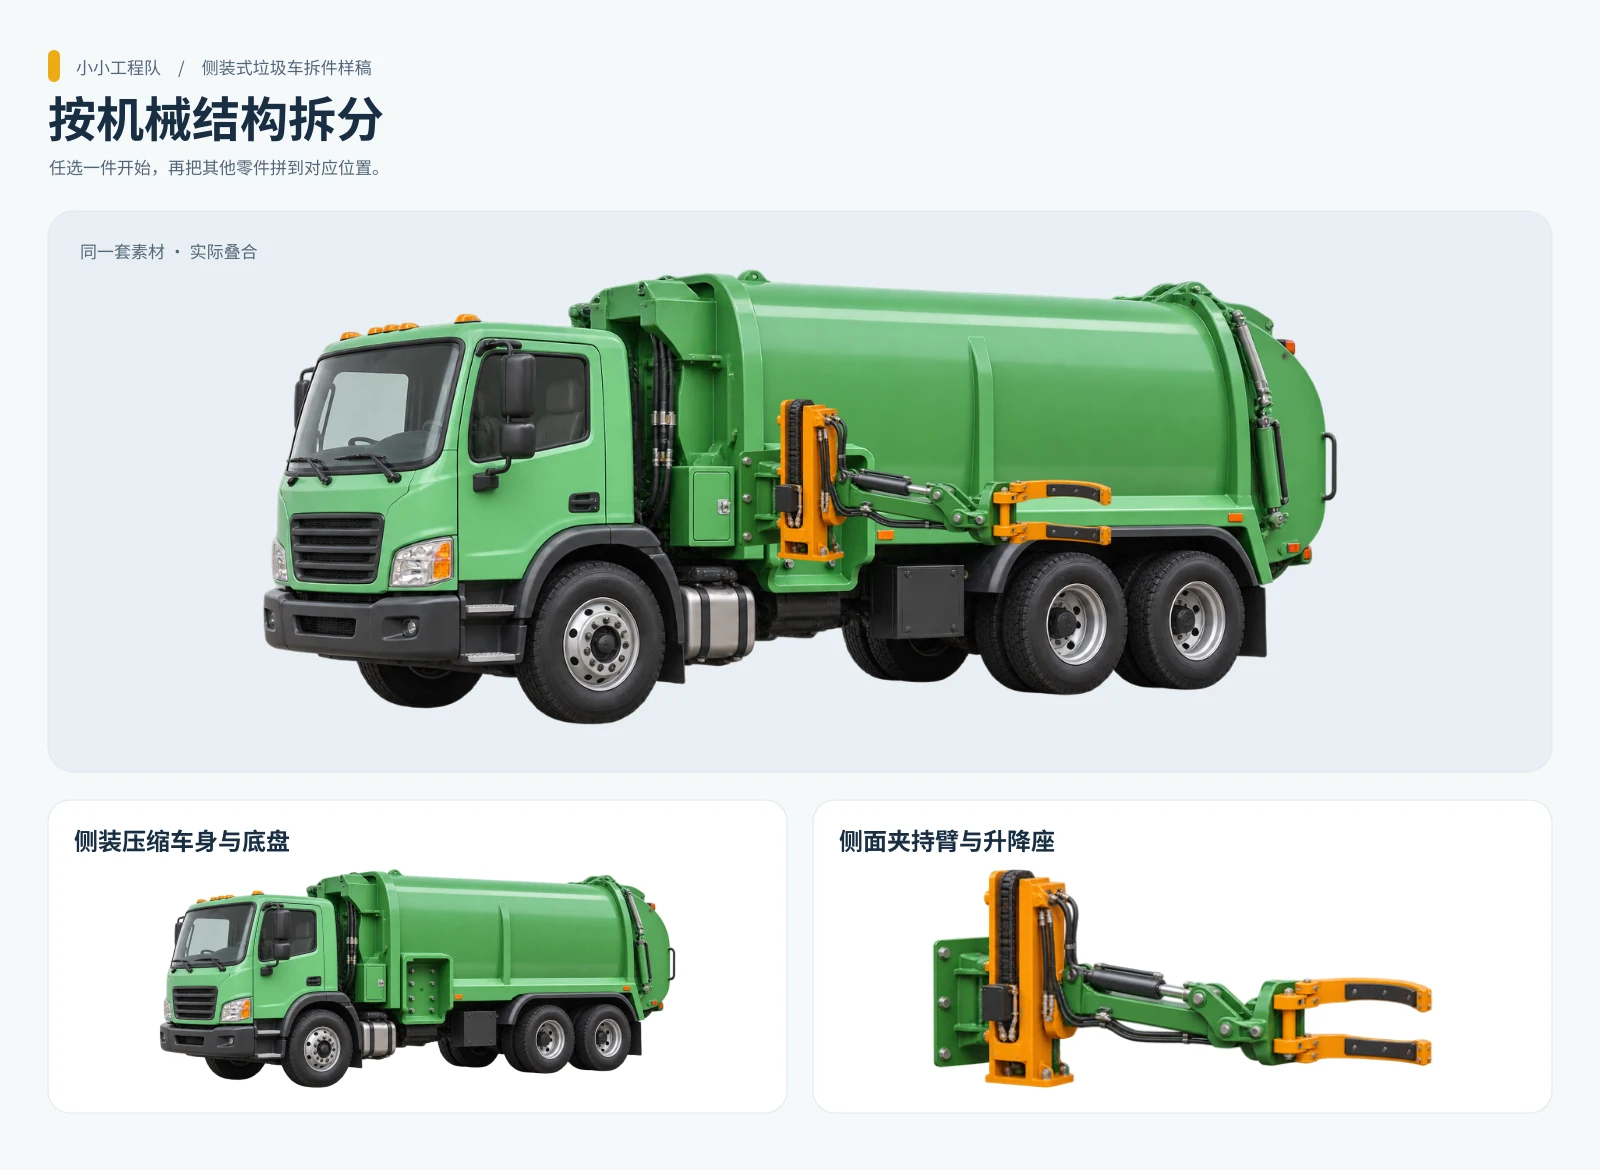 小小工程队 / 侧装式垃圾车拆件样稿
按机械结构拆分
任选一件开始，再把其他零件拼到对应位置。
同一套素材 · 实际叠合
侧装压缩车身与底盘
侧面夹持臂与升降座